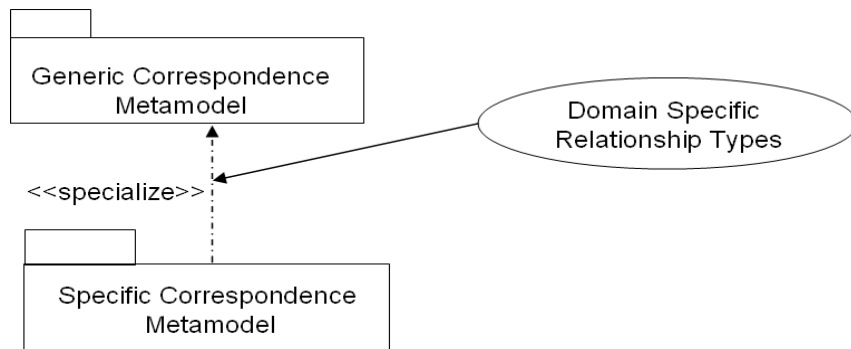 Generic Correspondence
Metamodel
Domain Specific
Relationship Types
<<specialize>>
Specific Correspondence
Metamodel